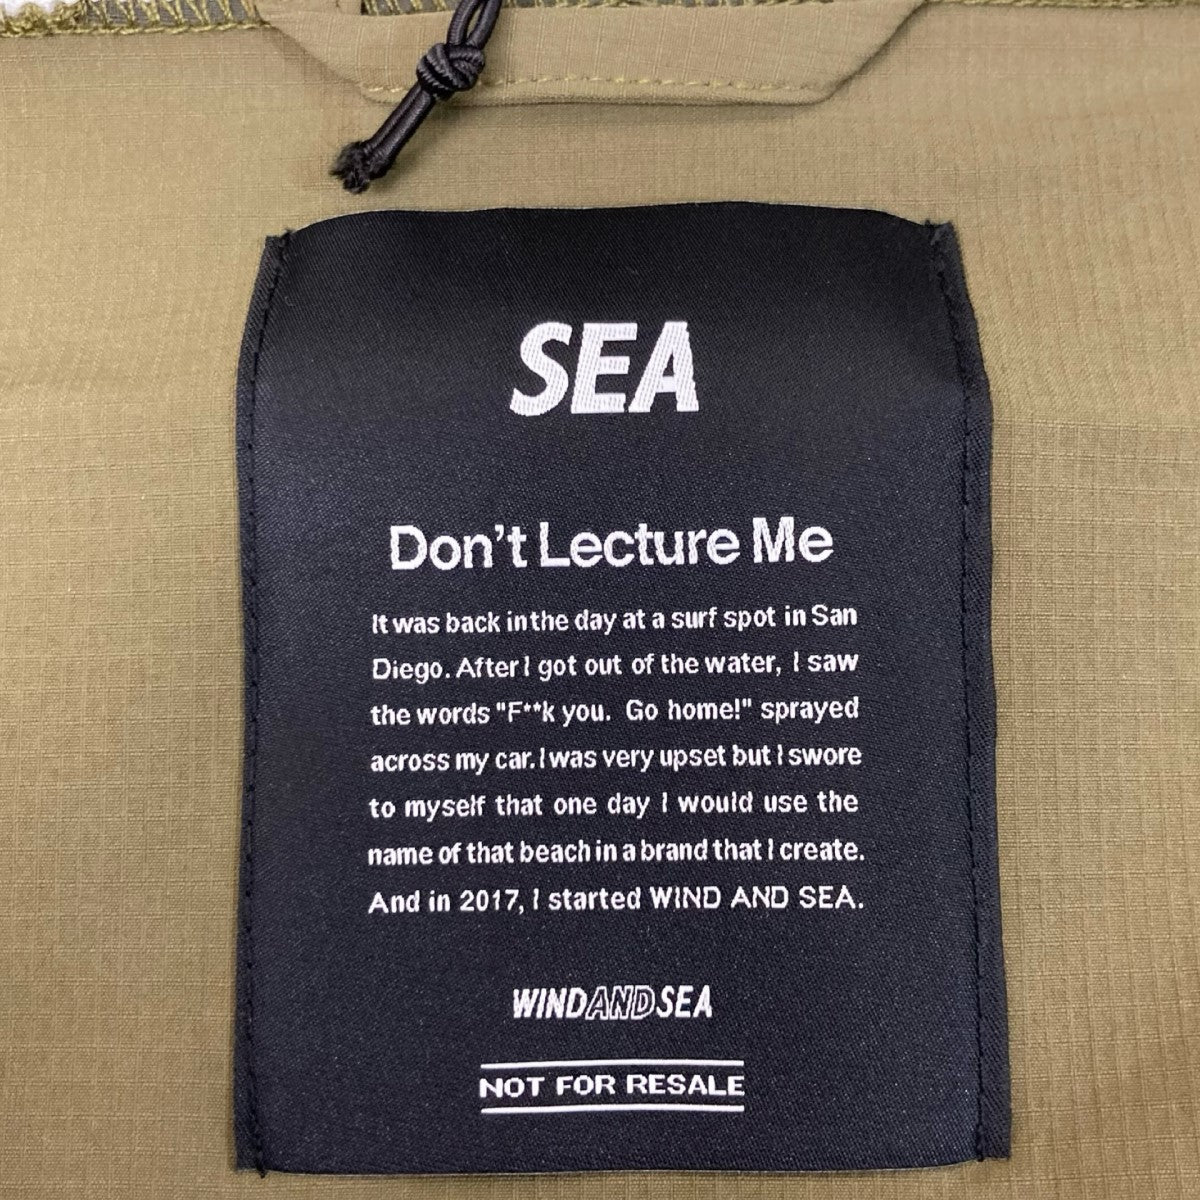 SEA
Don't Lecture Me
It was back in the day at a surf spot in San
Diego. After I got out of the water, I saw
the words "F**k you. Go home!" sprayed
across my car. I was very upset but I swore
to myself that one day I would use the
name of that beach in a brand that I create.
And in 2017, I started WIND AND SEA.
WINDANDSEA
NOT FOR RESALE